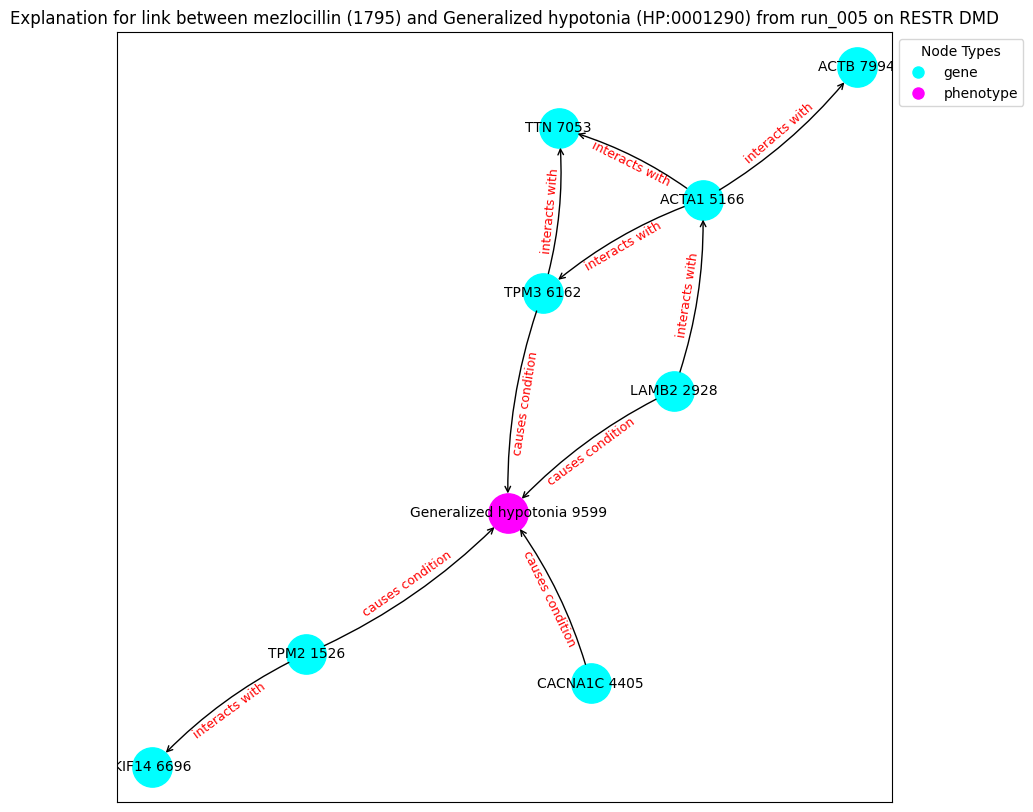 Explanation for link between mezlocillin (1795) and Generalized hypotonia (HP:0001290) from run_005 on RESTR DMD
Node Types
gene
phenotype
ACTB 7994
interacts with
TTN 7053
interacts with
ACTA1 5166
interacts with
interacts with
interacts with
TPM3 6162
causes condition
LAMB2 2928
causes condition
Generalized hypotonia 9599
causes condition
causes condition
TPM2 1526
CACNA1C 4405
interacts with
KIF14 6696